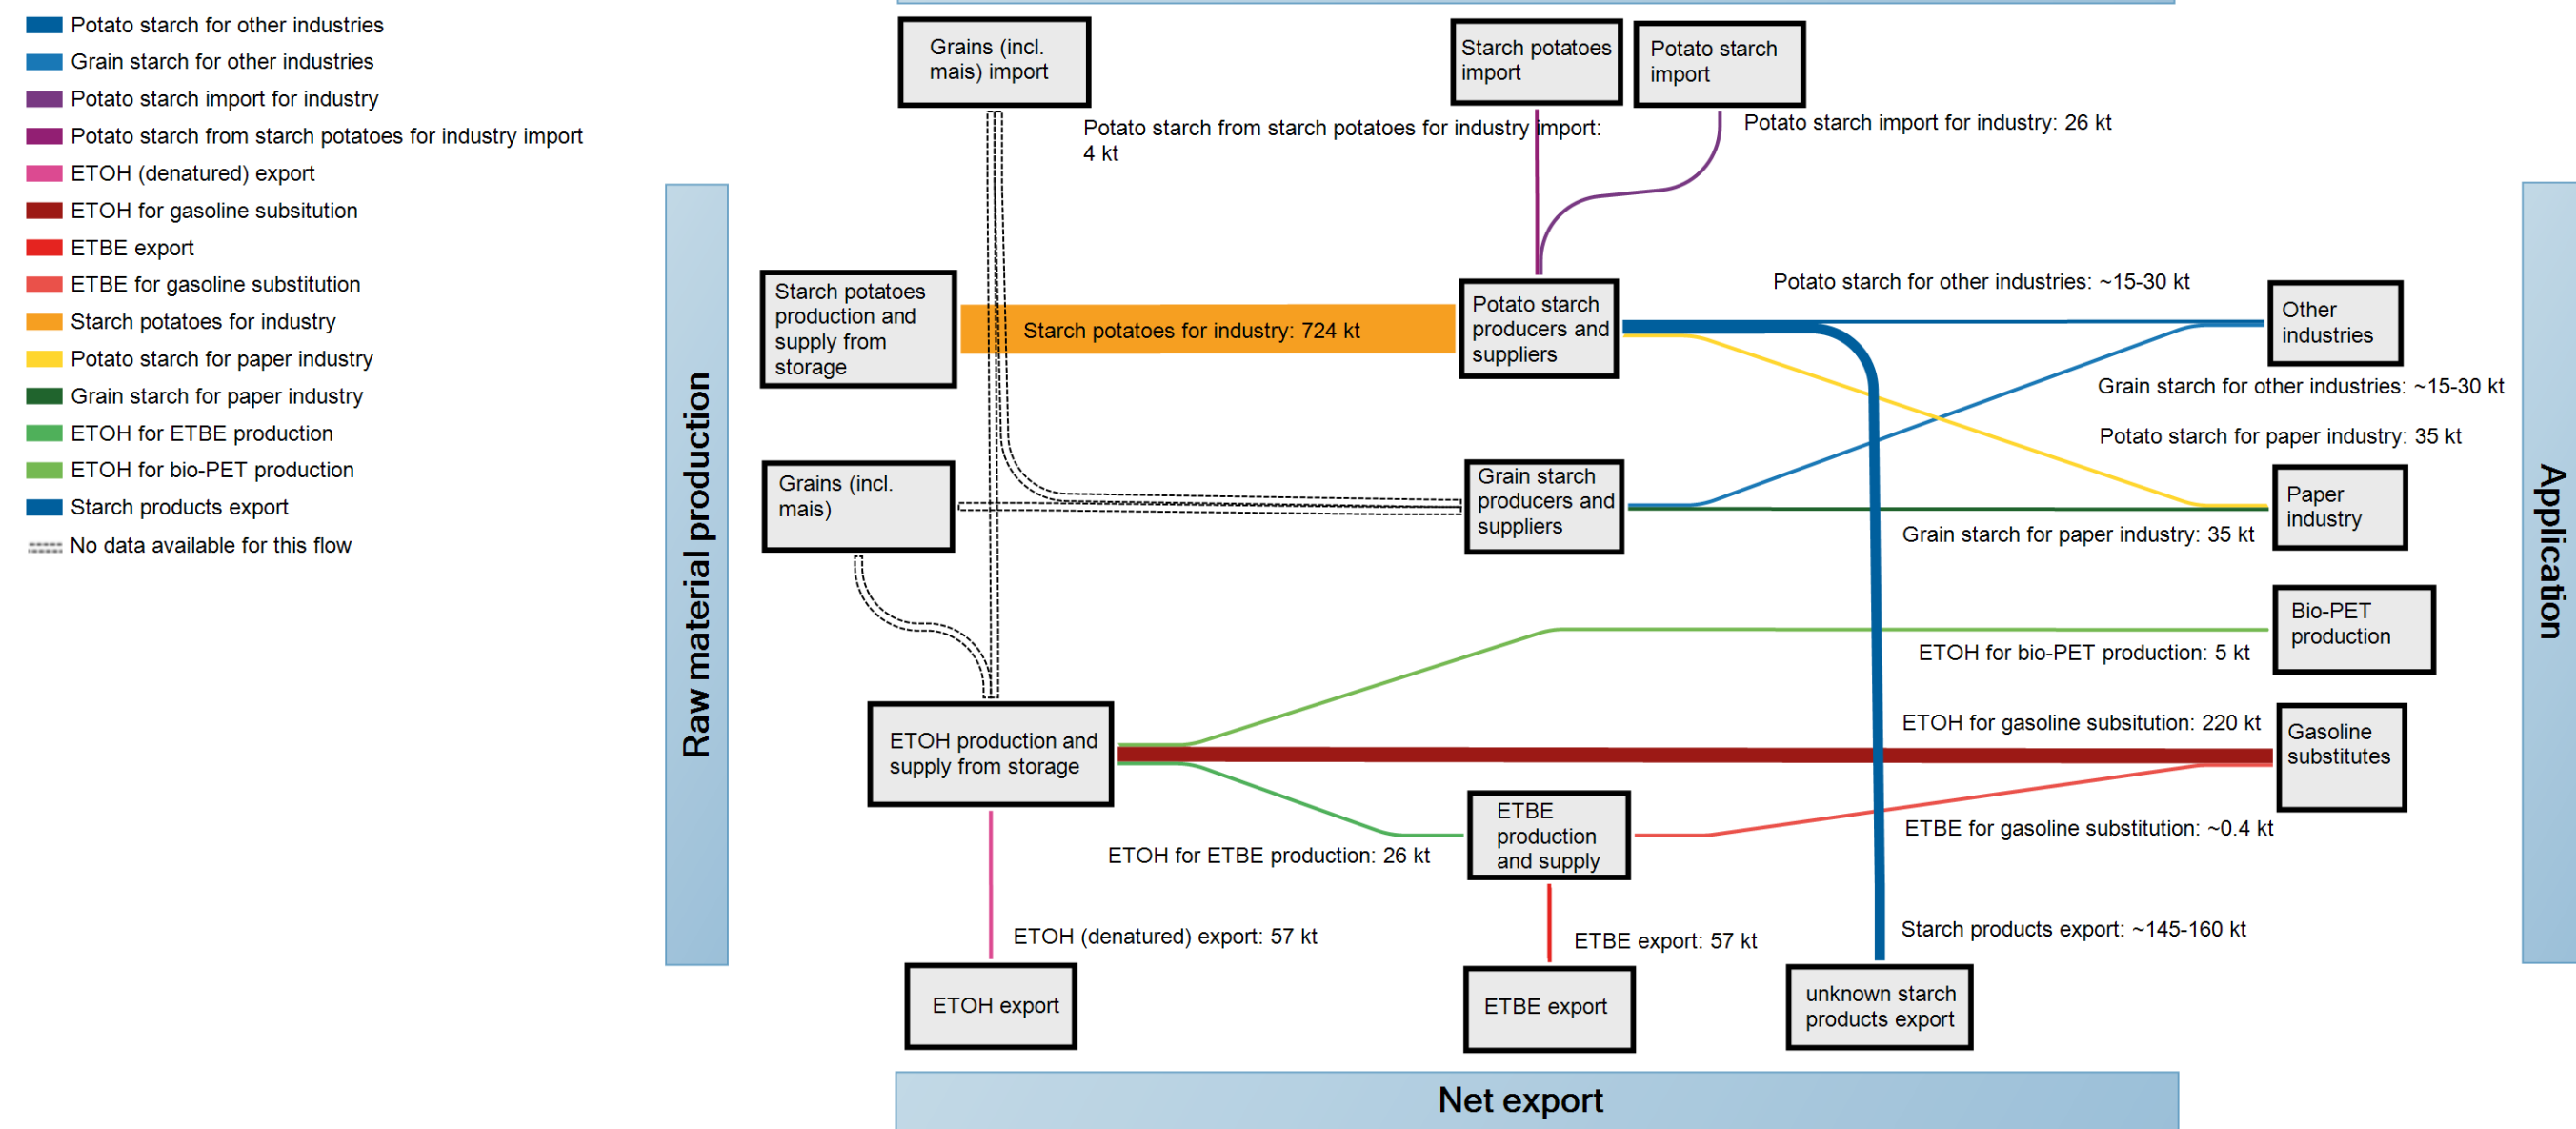 Potato starch for other industries
Grain starch for other industries
Potato starch import for industry
Potato starch from starch potatoes for industry import
ETOH (denatured) export
ETOH for gasoline subsitution
ETBE export
ETBE for gasoline substitution
Starch potatoes for industry
Potato starch for paper industry
Grain starch for paper industry
ETOH for ETBE production
ETOH for bio-PET production
Starch products export
No data available for this flow
Grains (incl.
mais) import
Starch potatoes
import
Potato starch
import
Potato starch from starch potatoes for industry import:
4 kt
Potato starch import for industry: 26 kt
Raw material production
Starch potatoes
production and
supply from
storage
Starch potatoes for industry: 724 kt
Potato starch
producers and
suppliers
Potato starch for other industries: ~15-30 kt
Other
industries
Grain starch for other industries: ~15-30 kt
Potato starch for paper industry: 35 kt
Grains (incl.
mais)
Grain starch
producers and
suppliers
Paper
industry
Grain starch for paper industry: 35 kt
Application
Bio-PET
production
ETOH for bio-PET production: 5 kt
ETOH production and
supply from storage
ETOH for gasoline subsitution: 220 kt
Gasoline
substitutes
ETBE
production
and supply
ETOH for ETBE production: 26 kt
ETBE for gasoline substitution: ~0.4 kt
ETOH (denatured) export: 57 kt
ETBE export: 57 kt
Starch products export: ~145-160 kt
ETOH export
ETBE export
unknown starch
products export
Net export